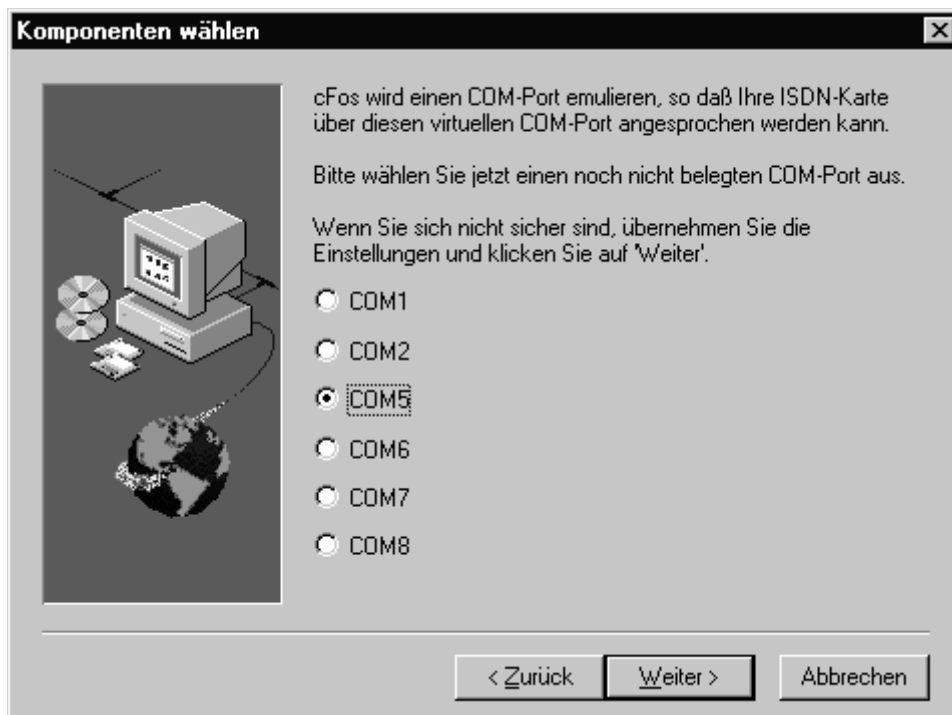 Komponenten wählen
cFos wird einen COM-Port emulieren, so daß Ihre ISDN-Karte
über diesen virtuellen COM-Port angesprochen werden kann.
Bitte wählen Sie jetzt einen noch nicht belegten COM-Port aus.
Wenn Sie sich nicht sicher sind, übernehmen Sie die
Einstellungen und klicken Sie auf 'Weiter'.
COM1
COM2
COM5
COM6
COM7
COM8
< Zurück
Weiter >
Abbrechen